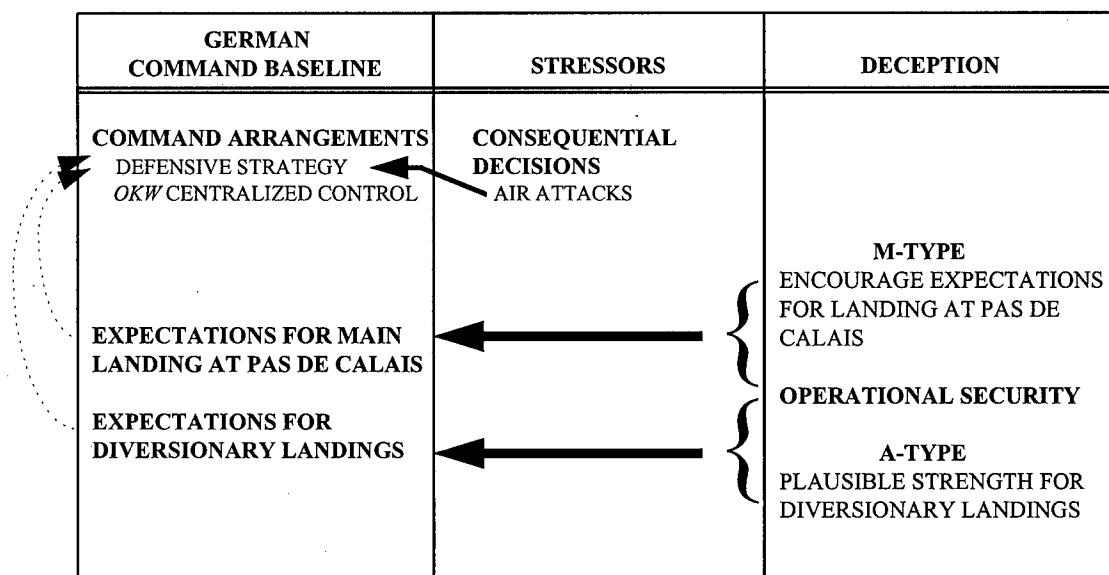 GERMAN
COMMAND BASELINE
STRESSORS
DECEPTION
COMMAND ARRANGEMENTS
DEFENSIVE STRATEGY
OKW CENTRALIZED CONTROL
CONSEQUENTIAL
DECISIONS
AIR ATTACKS
M-TYPE
ENCOURAGE EXPECTATIONS
FOR LANDING AT PAS DE
CALAIS
EXPECTATIONS FOR MAIN
LANDING AT PAS DE CALAIS
OPERATIONAL SECURITY
EXPECTATIONS FOR
DIVERSIONARY LANDINGS
A-TYPE
PLAUSIBLE STRENGTH FOR
DIVERSIONARY LANDINGS